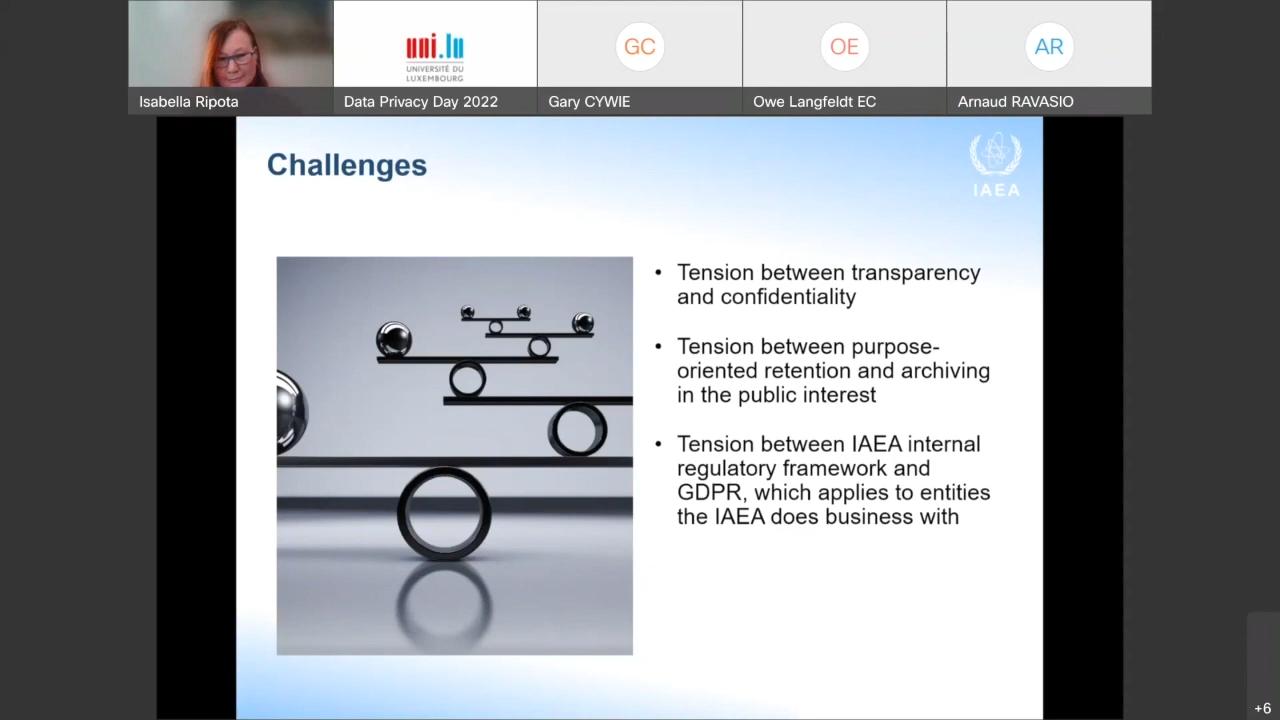 uni.lu
UNIVERSITÉ DU
LUXEMBOURG
GC
OE
AR
Isabella Ripota
Data Privacy Day 2022
Gary CYWIE
Owe Langfeldt EC
Arnaud RAVASIO
Challenges
IAEA
• Tension between transparency
and confidentiality
• Tension between purpose-
oriented retention and archiving
in the public interest
• Tension between IAEA internal
regulatory framework and
GDPR, which applies to entities
the IAEA does business with
+6